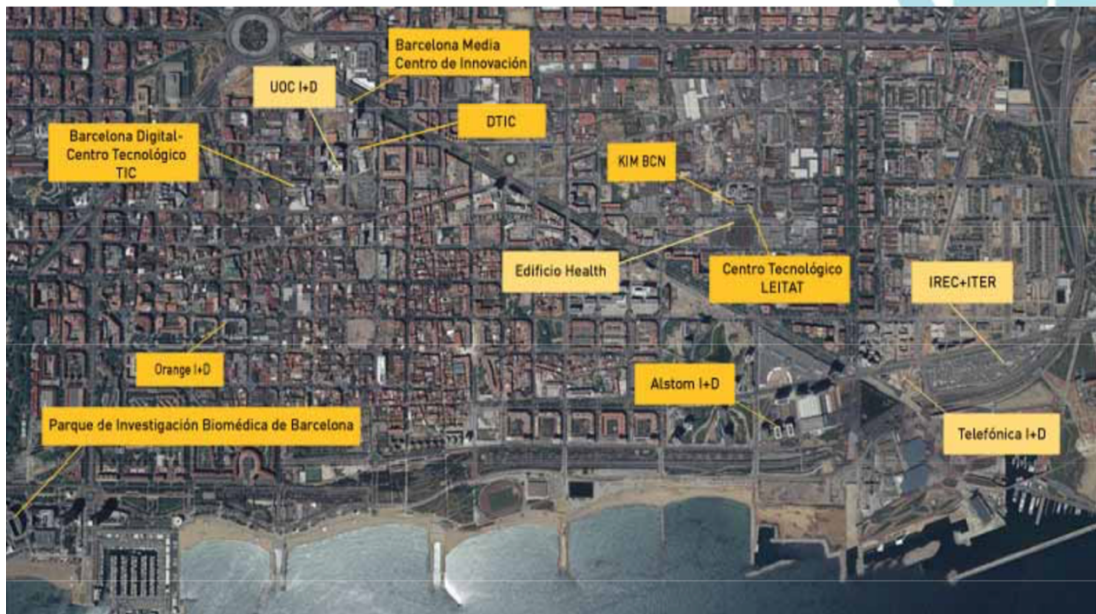 Barcelona Media
Centro de Innovación
UOC I+D
DTIC
Barcelona Digital-
Centro Tecnológico
TIC
KIM BCN
Edificio Health
Centro Tecnológico
LEITAT
IREC+ITER
Orange I+D
Alstom I+D
Parque de Investigación Biomédica de Barcelona
Telefónica I+D